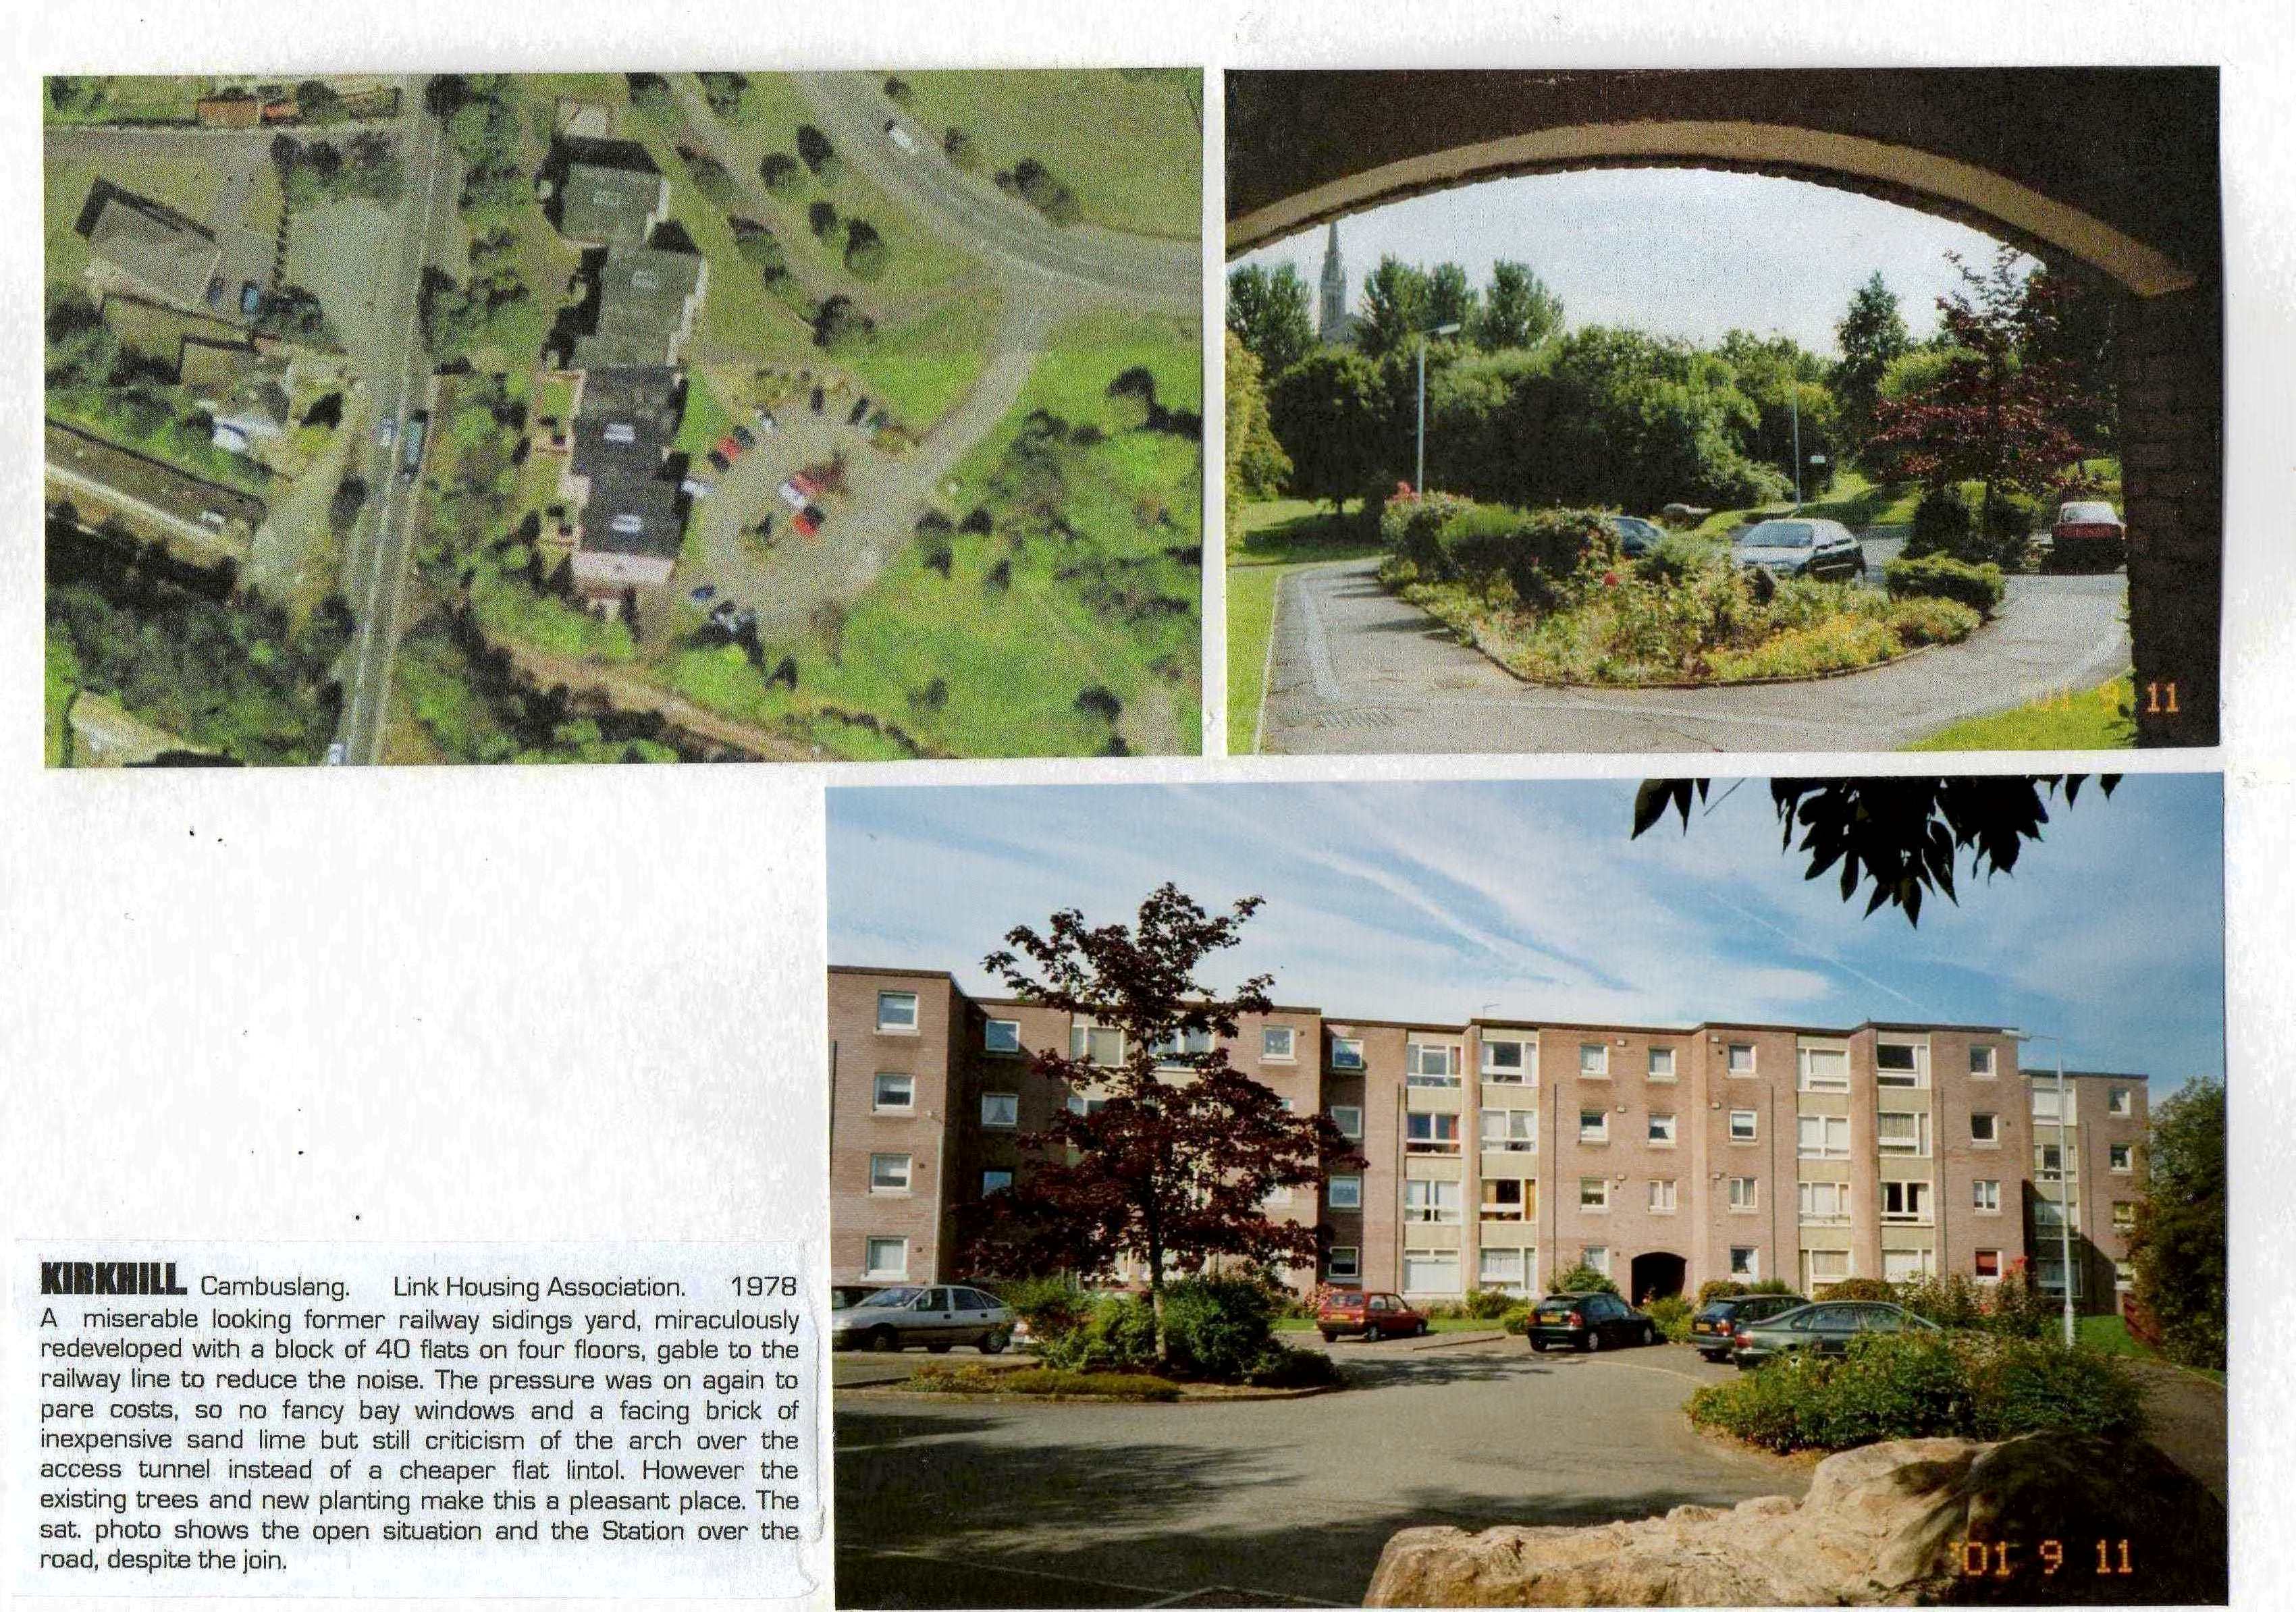 '01 9 11
'01 9 11
KIRKHILL Cambuslang. Link Housing Association. 1978
A miserable looking former railway sidings yard, miraculously
redeveloped with a block of 40 flats on four floors, gable to the
railway line to reduce the noise. The pressure was on again to
pare costs, so no fancy bay windows and a facing brick of
inexpensive sand lime but still criticism of the arch over the
access tunnel instead of a cheaper flat lintol. However the
existing trees and new planting make this a pleasant place. The
sat. photo shows the open situation and the Station over the
road, despite the join.